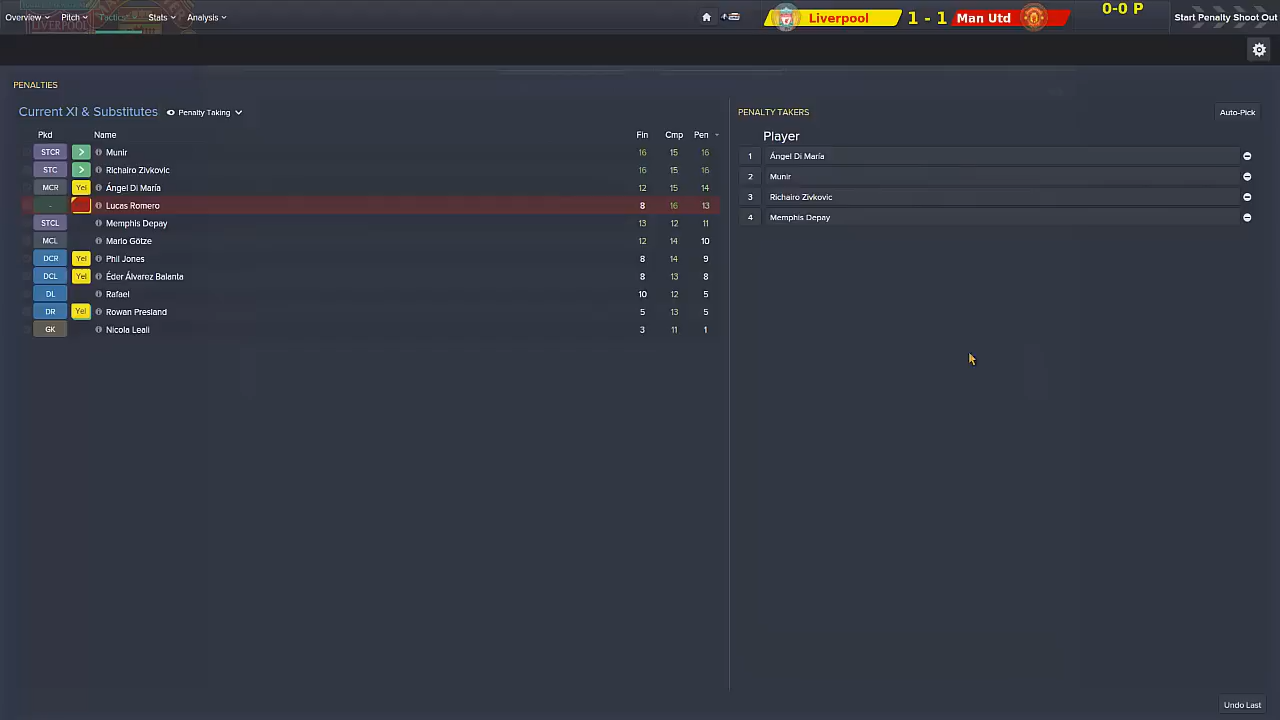 Overview Pitch Tactics Stats Analysis
Liverpool 1 - 1 Man Utd
0-0 P
Start Penalty Shoot Out
PENALTIES
Current XI & Substitutes Penalty Taking
Pkd Name Fin Cmp Pen
STCR Munir 16 15 16
STC Richairo Zivkovic 16 15 16
MCR Yel Ángel Di María 12 15 14
- Lucas Romero 8 16 13
STCL Memphis Depay 13 12 11
MCL Mario Götze 12 14 10
DCR Yel Phil Jones 8 14 9
DCL Yel Éder Álvarez Balanta 8 13 8
DL Rafael 10 12 5
DR Yel Rowan Presland 5 13 5
GK Nicola Leali 3 11 1
PENALTY TAKERS
Auto-Pick
Player
1 Ángel Di María
2 Munir
3 Richairo Zivkovic
4 Memphis Depay
Undo Last